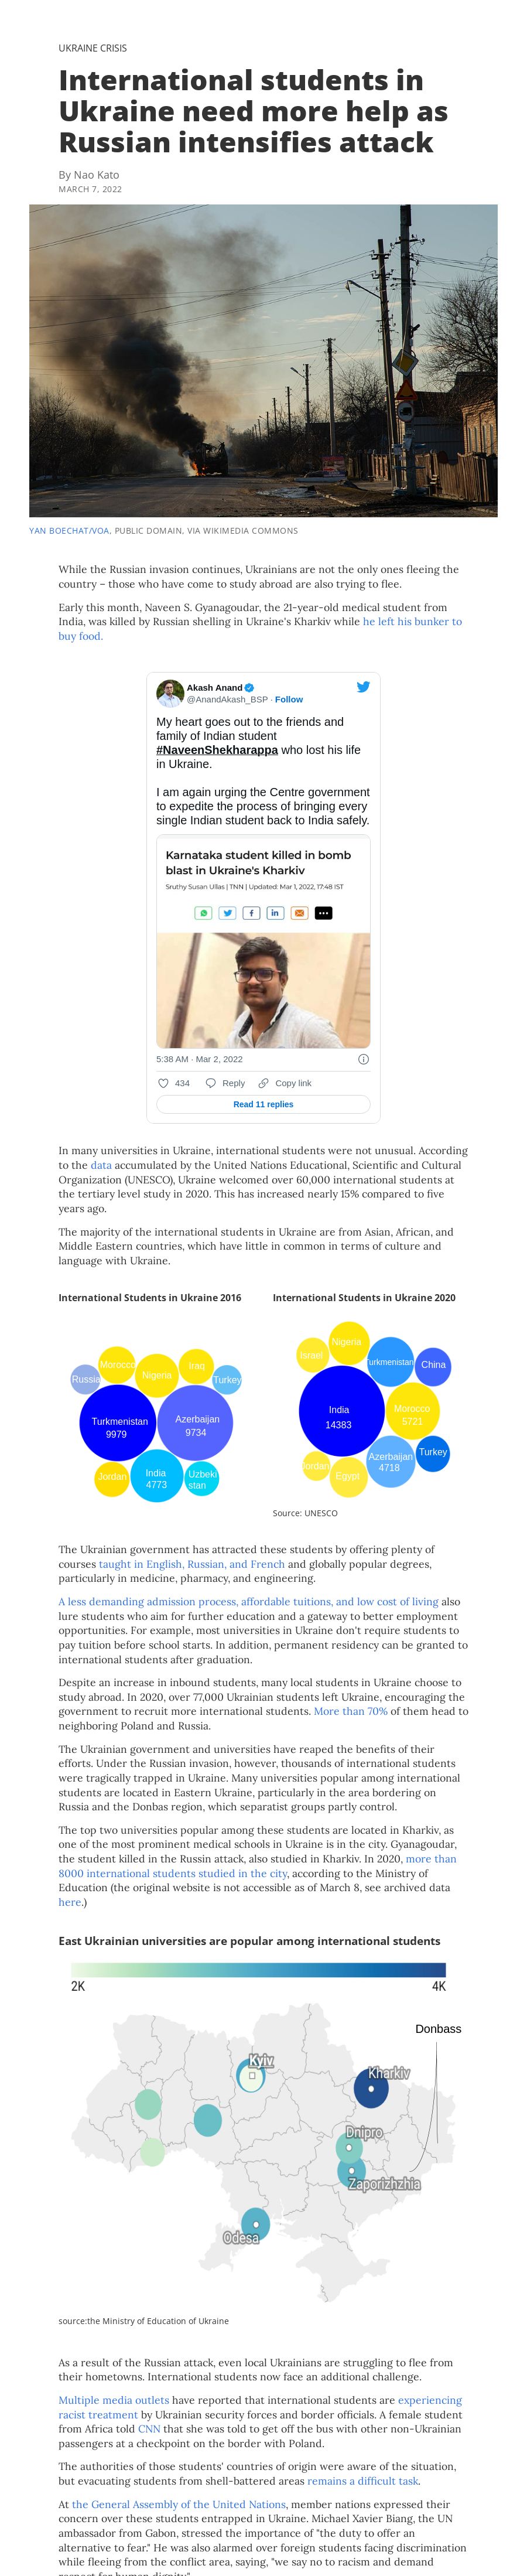 UKRAINE CRISIS
International students in
Ukraine need more help as
Russian intensifies attack
By Nao Kato
MARCH 7, 2022
YAN BOECHAT/VOA, PUBLIC DOMAIN, VIA WIKIMEDIA COMMONS
While the Russian invasion continues, Ukrainians are not the only ones fleeing the
country – those who have come to study abroad are also trying to flee.
Early this month, Naveen S. Gyanagoudar, the 21-year-old medical student from
India, was killed by Russian shelling in Ukraine's Kharkiv while he left his bunker to
buy food.
Akash Anand
@AnandAkash_BSP · Follow
My heart goes out to the friends and
family of Indian student
#NaveenShekharappa who lost his life
in Ukraine.
I am again urging the Centre government
to expedite the process of bringing every
single Indian student back to India safely.
Karnataka student killed in bomb
blast in Ukraine's Kharkiv
Sruthy Susan Ullas | TNN | Updated: Mar 1, 2022, 17:48 IST
5:38 AM · Mar 2, 2022
434 Reply Copy link
Read 11 replies
In many universities in Ukraine, international students were not unusual. According
to the data accumulated by the United Nations Educational, Scientific and Cultural
Organization (UNESCO), Ukraine welcomed over 60,000 international students at
the tertiary level study in 2020. This has increased nearly 15% compared to five
years ago.
The majority of the international students in Ukraine are from Asian, African, and
Middle Eastern countries, which have little in common in terms of culture and
language with Ukraine.
International Students in Ukraine 2016
Morocco
Iraq
Nigeria
Russia
Turkey
Turkmenistan
9979
Azerbaijan
9734
Jordan
India
4773
Uzbeki
stan
International Students in Ukraine 2020
Nigeria
Israel
Turkmenistan
China
India
14383
Morocco
5721
Azerbaijan
4718
Turkey
Jordan
Egypt
Source: UNESCO
The Ukrainian government has attracted these students by offering plenty of
courses taught in English, Russian, and French and globally popular degrees,
particularly in medicine, pharmacy, and engineering.
A less demanding admission process, affordable tuitions, and low cost of living also
lure students who aim for further education and a gateway to better employment
opportunities. For example, most universities in Ukraine don't require students to
pay tuition before school starts. In addition, permanent residency can be granted to
international students after graduation.
Despite an increase in inbound students, many local students in Ukraine choose to
study abroad. In 2020, over 77,000 Ukrainian students left Ukraine, encouraging the
government to recruit more international students. More than 70% of them head to
neighboring Poland and Russia.
The Ukrainian government and universities have reaped the benefits of their
efforts. Under the Russian invasion, however, thousands of international students
were tragically trapped in Ukraine. Many universities popular among international
students are located in Eastern Ukraine, particularly in the area bordering on
Russia and the Donbas region, which separatist groups partly control.
The top two universities popular among these students are located in Kharkiv, as
one of the most prominent medical schools in Ukraine is in the city. Gyanagoudar,
the student killed in the Russin attack, also studied in Kharkiv. In 2020, more than
8000 international students studied in the city, according to the Ministry of
Education (the original website is not accessible as of March 8, see archived data
here.)
East Ukrainian universities are popular among international students
2K 4K
Donbass
Kyiv
Kharkiv
Dnipro
Zaporizhzhia
Odesa
source:the Ministry of Education of Ukraine
As a result of the Russian attack, even local Ukrainians are struggling to flee from
their hometowns. International students now face an additional challenge.
Multiple media outlets have reported that international students are experiencing
racist treatment by Ukrainian security forces and border officials. A female student
from Africa told CNN that she was told to get off the bus with other non-Ukrainian
passengers at a checkpoint on the border with Poland.
The authorities of those students' countries of origin were aware of the situation,
but evacuating students from shell-battered areas remains a difficult task.
At the General Assembly of the United Nations, member nations expressed their
concern over these students entrapped in Ukraine. Michael Xavier Biang, the UN
ambassador from Gabon, stressed the importance of "the duty to offer an
alternative to fear." He was also alarmed over foreign students facing discrimination
while fleeing from the conflict area, saying, "we say no to racism and demand
respect for human dignity."